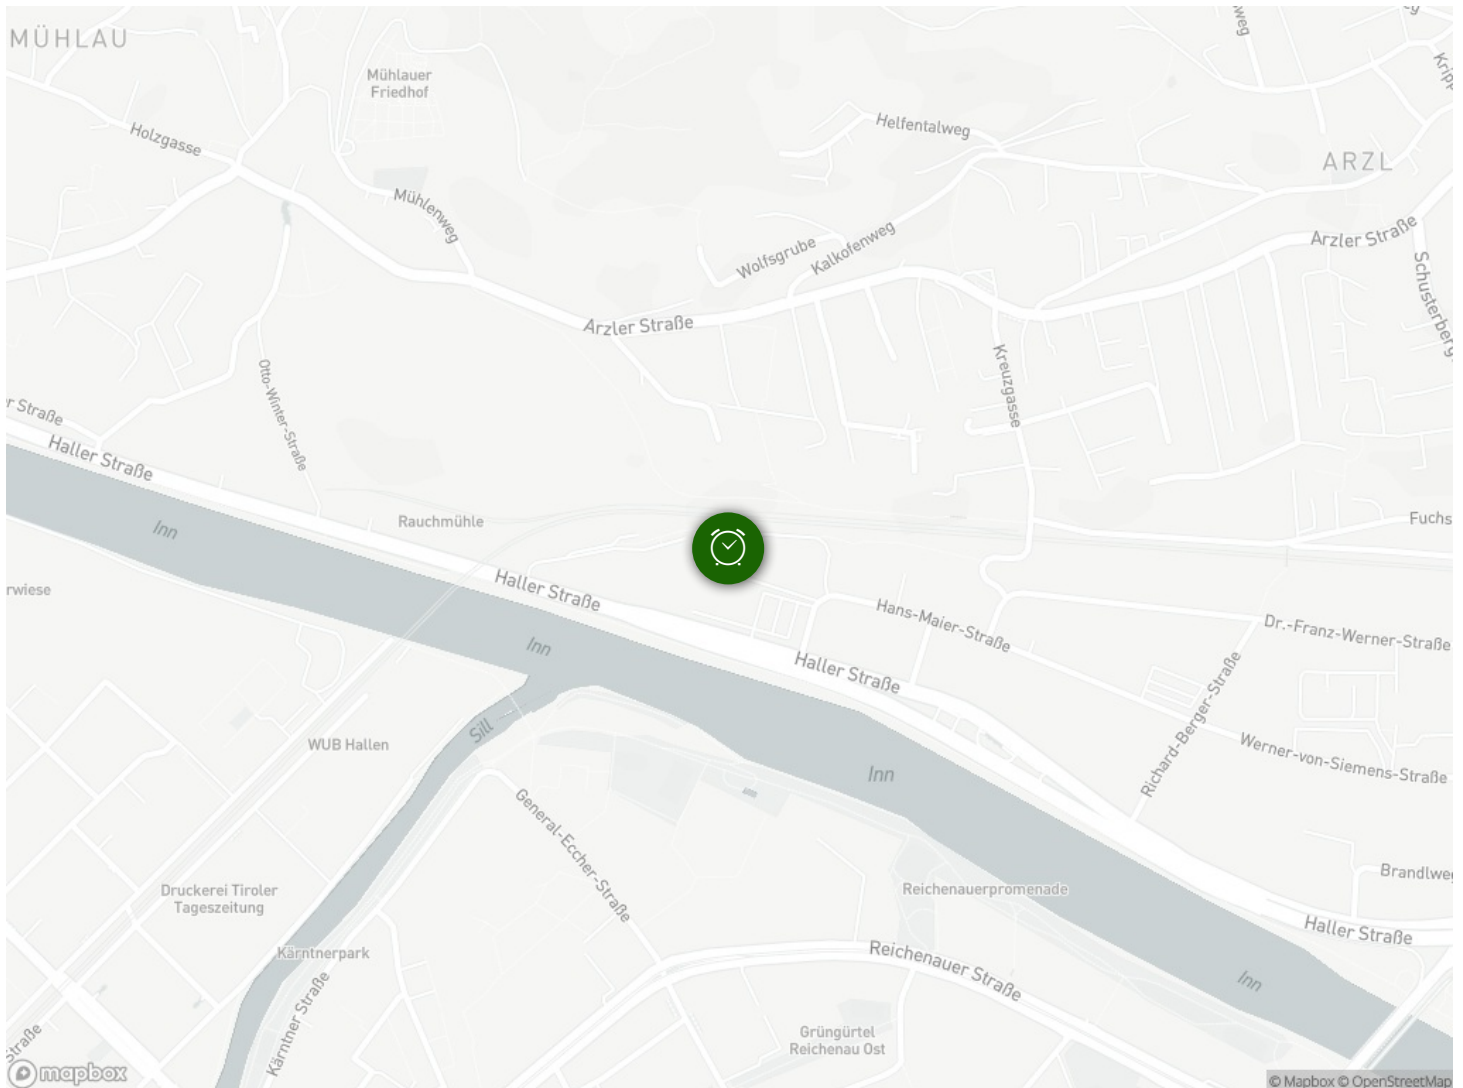 MÜHLAU
Mühlauer
Friedhof
Holzgasse
Helfentalweg
ARZL
Mühlenweg
Wolfsgrube
Kalkofenweg
Arzler Straße
Schusterberg
Arzler Straße
Kreuzgasse
Otto-Winter-Straße
r Straße
Haller Straße
Inn
Rauchmühle
Fuchs
rwiese
Haller Straße
Hans-Maier-Straße
Dr.-Franz-Werner-Straße
Inn
Haller Straße
Richard-Berger-Straße
Sill
WUB Hallen
Inn
Werner-von-Siemens-Straße
General-Eccher-Straße
Druckerei Tiroler
Tageszeitung
Reichenauerpromenade
Brandlweg
Haller Straße
Kärntnerpark
Reichenauer Straße
Inn
Kärntner Straße
Straße
Grüngürtel
Reichenau Ost
mapbox
© Mapbox © OpenStreetMap